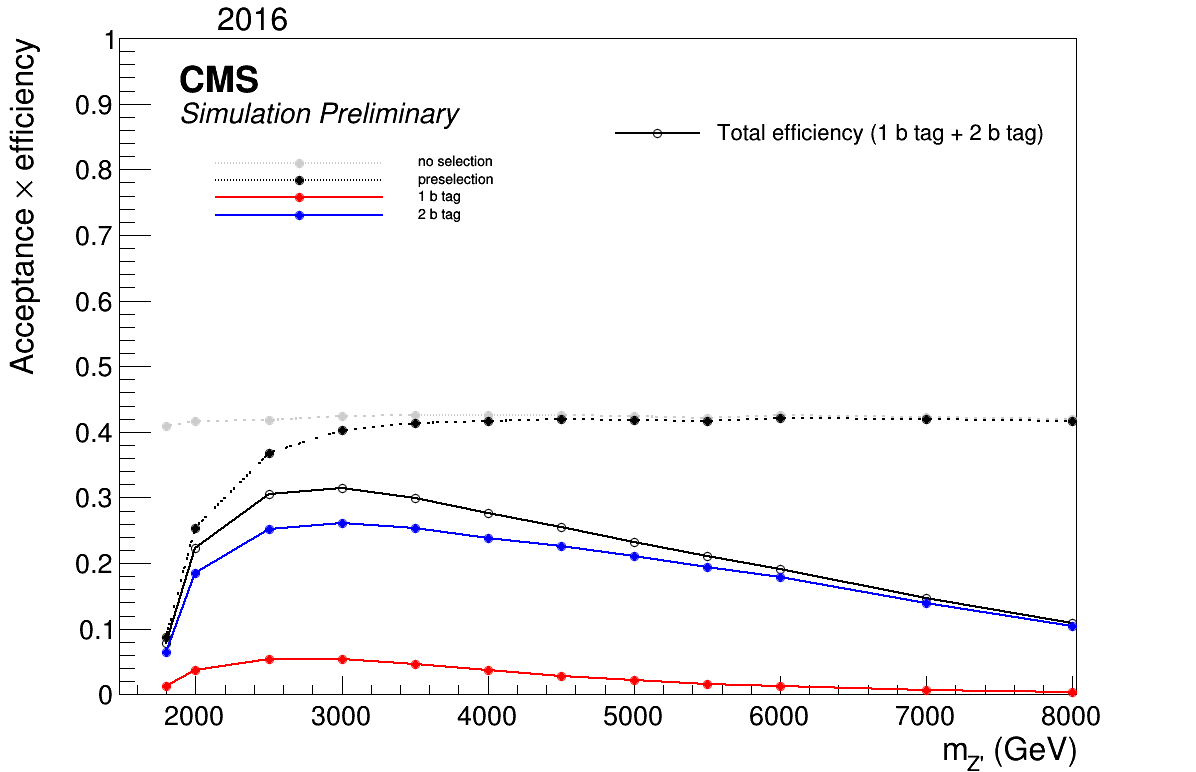 2016
CMS
Simulation Preliminary
no selection
preselection
1 b tag
2 b tag
Total efficiency (1 b tag + 2 b tag)
Acceptance × efficiency
1
0.9
0.8
0.7
0.6
0.5
0.4
0.3
0.2
0.1
0
2000 3000 4000 5000 6000 7000 8000
m_Z' (GeV)